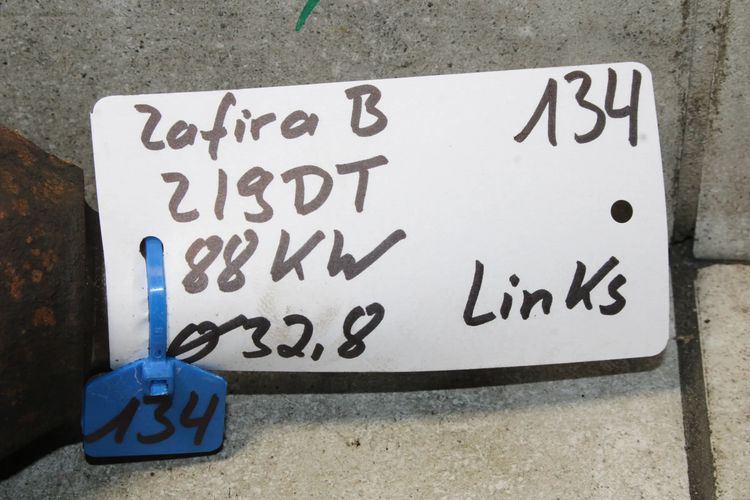 Zafira B
Z19DT
88KW
ø32,8
134
Links
134